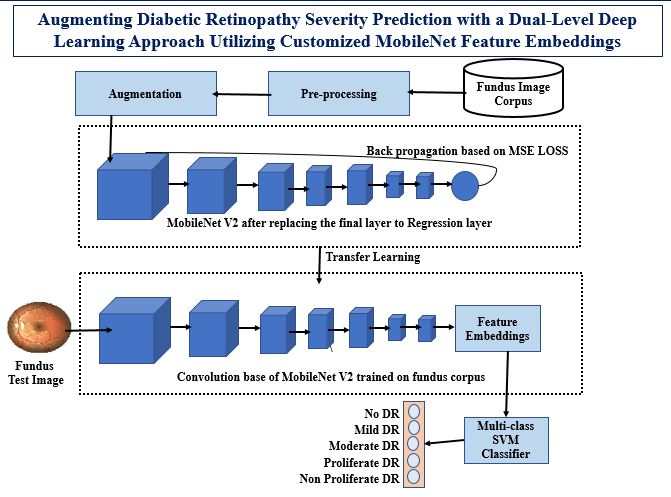 Augmenting Diabetic Retinopathy Severity Prediction with a Dual-Level Deep
Learning Approach Utilizing Customized MobileNet Feature Embeddings
Augmentation
Pre-processing
Fundus Image
Corpus
Back propagation based on MSE LOSS
MobileNet V2 after replacing the final layer to Regression layer
Transfer Learning
Fundus
Test Image
Feature
Embeddings
Convolution base of MobileNet V2 trained on fundus corpus
No DR
Mild DR
Moderate DR
Proliferate DR
Non Proliferate DR
Multi-class
SVM
Classifier